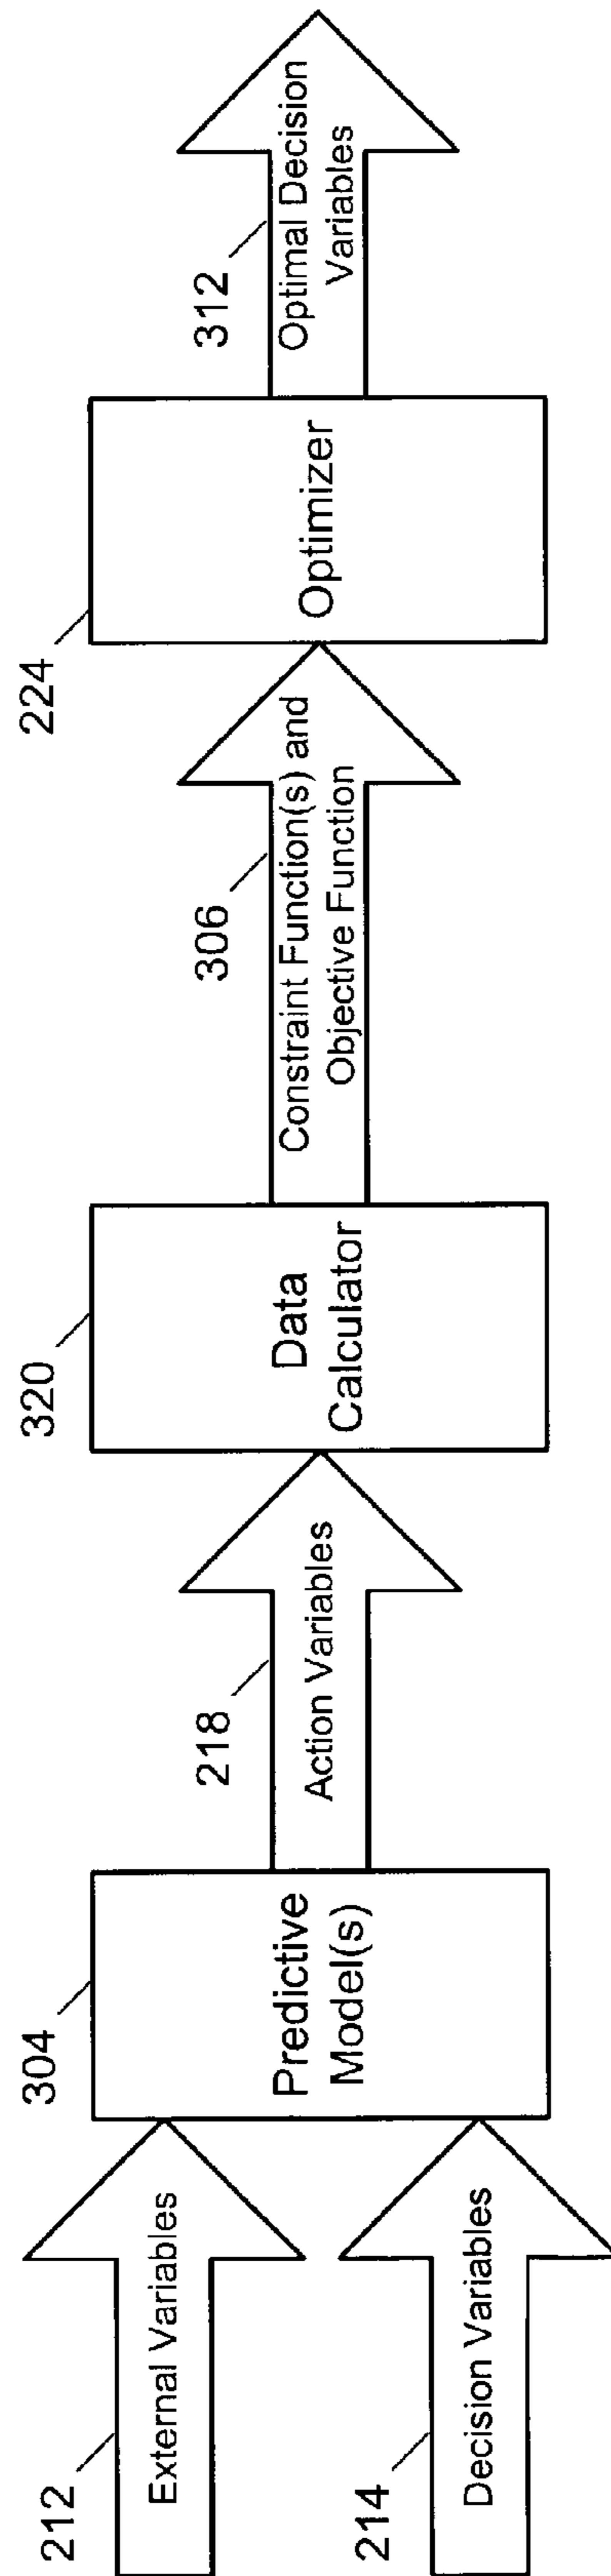 212
External Variables
214
Decision Variables
304
Predictive
Model(s)
218
Action Variables
320
Data
Calculator
306
Constraint Function(s) and
Objective Function
224
Optimizer
312
Optimal Decision
Variables